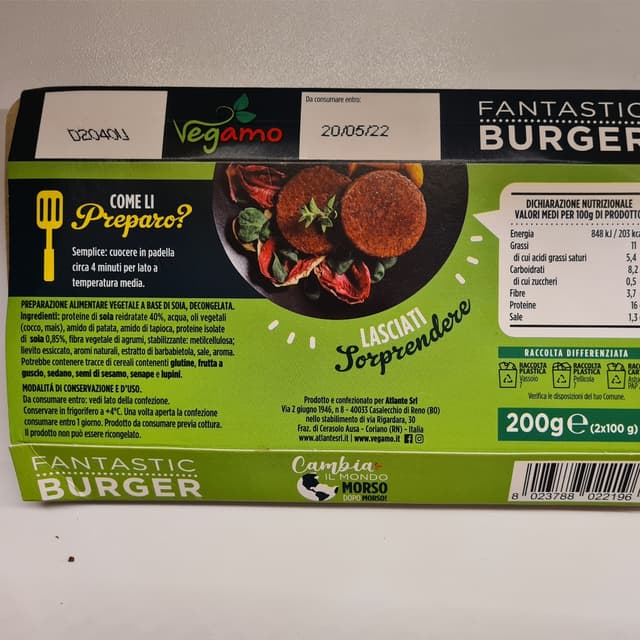 D2040U
Vegamo
Da consumare entro:
20/05/22
FANTASTIC
BURGER
COME LI
Preparo?
Semplice: cuocere in padella
circa 4 minuti per lato a
temperatura media.
PREPARAZIONE ALIMENTARE VEGETALE A BASE DI SOIA, DECONGELATA.
Ingredienti: proteine di soia reidratate 40%, acqua, oli vegetali
(cocco, mais), amido di patata, amido di tapioca, proteine isolate
di soia 0,85%, fibra vegetale di agrumi, stabilizzante: metilcellulosa;
lievito essiccato, aromi naturali, estratto di barbabietola, sale, aroma.
Potrebbe contenere tracce di cereali contenenti glutine, frutta a
guscio, sedano, semi di sesamo, senape e lupini.
MODALITÀ DI CONSERVAZIONE E D'USO.
Da consumare entro: vedi lato della confezione.
Conservare in frigorifero a +4°C. Una volta aperta la confezione
consumare entro 1 giorno. Prodotto da consumare previa cottura.
Il prodotto non può essere ricongelato.
LASCIATI
Sorprendere
Prodotto e confezionato per Atlante Srl
Via 2 giugno 1946, n 8 - 40033 Casalecchio di Reno (BO)
nello stabilimento di via Rigardara, 30
Fraz. di Cerasolo Ausa - Coriano (RN) - Italia
www.atlantesrl.it | www.vegamo.it
DICHIARAZIONE NUTRIZIONALE
VALORI MEDI PER 100g DI PRODOTTO
Energia 848 kJ / 203 kc
Grassi 11
di cui acidi grassi saturi 5,4
Carboidrati 8,2
di cui zuccheri 0,5
Fibre 3,7
Proteine 16
Sale 1,3
RACCOLTA DIFFERENZIATA
RACCOLTA PLASTICA Vassoio 7
RACCOLTA PLASTICA Pellicola 7
Verifica le disposizioni del tuo Comune.
200g e (2x100 g)
FANTASTIC
BURGER
Cambia
IL MONDO
MORSO
DOPO MORSO!
8 023788 022196